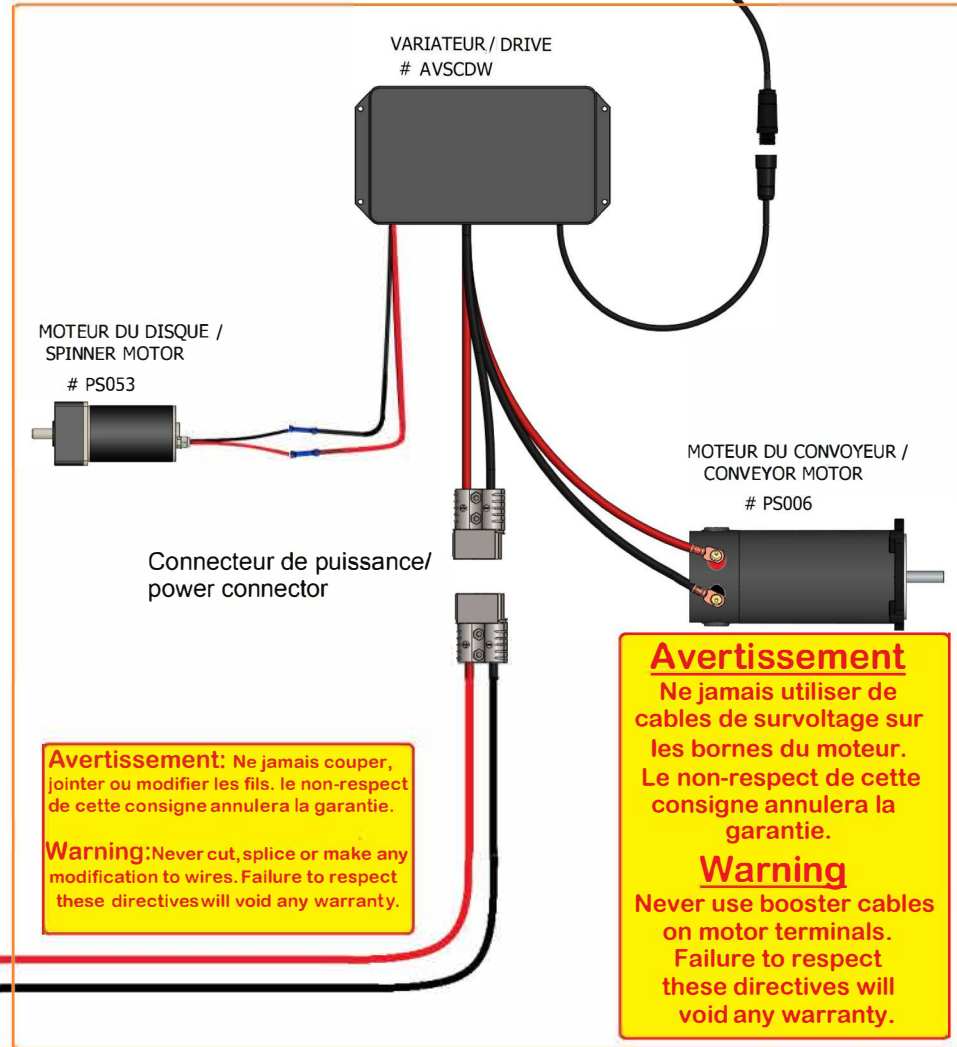 VARIATEUR / DRIVE
# AVSCDW
MOTEUR DU DISQUE /
SPINNER MOTOR
# PS053
MOTEUR DU CONVOYEUR /
CONVEYOR MOTOR
# PS006
Connecteur de puissance/
power connector
Avertissement: Ne jamais couper,
jointer ou modifier les fils. le non-respect
de cette consigne annulera la garantie.
Warning:Never cut, splice or make any
modification to wires. Failure to respect
these directives will void any warranty.
Avertissement
Ne jamais utiliser de
cables de survoltage sur
les bornes du moteur.
Le non-respect de cette
consigne annulera la
garantie.
Warning
Never use booster cables
on motor terminals.
Failure to respect
these directives will
void any warranty.